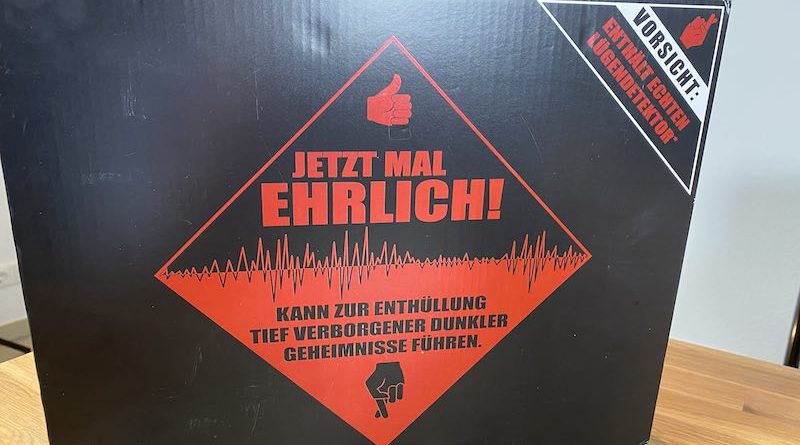 VORSICHT:
ENTHÄLT ECHTEN
LÜGENDETEKTOR*
JETZT MAL
EHRLICH!
KANN ZUR ENTHÜLLUNG
TIEF VERBORGENER DUNKLER
GEHEIMNISSE FÜHREN.